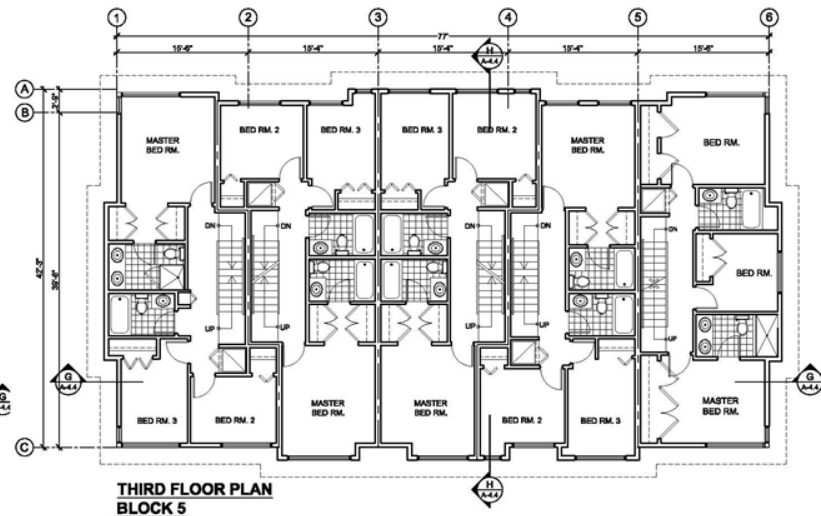 1 2 3 4 5 6
77'
15'-6" 15'-4" 15'-4" 15'-4" 15'-6"
H
A-4.4
A
B
42'-3"
39'-6"
MASTER
BED RM.
BED RM. 2
BED RM. 3
BED RM. 3
BED RM. 2
MASTER
BED RM.
BED RM.
DN
DN
DN
DN
DN
BED RM.
UP
UP
UP
UP
UP
G
A-4.4
G
G
A-4.4
BED RM. 3
BED RM. 2
MASTER
BED RM.
MASTER
BED RM.
BED RM. 2
BED RM. 3
MASTER
BED RM.
C
H
A-4.4
THIRD FLOOR PLAN
BLOCK 5